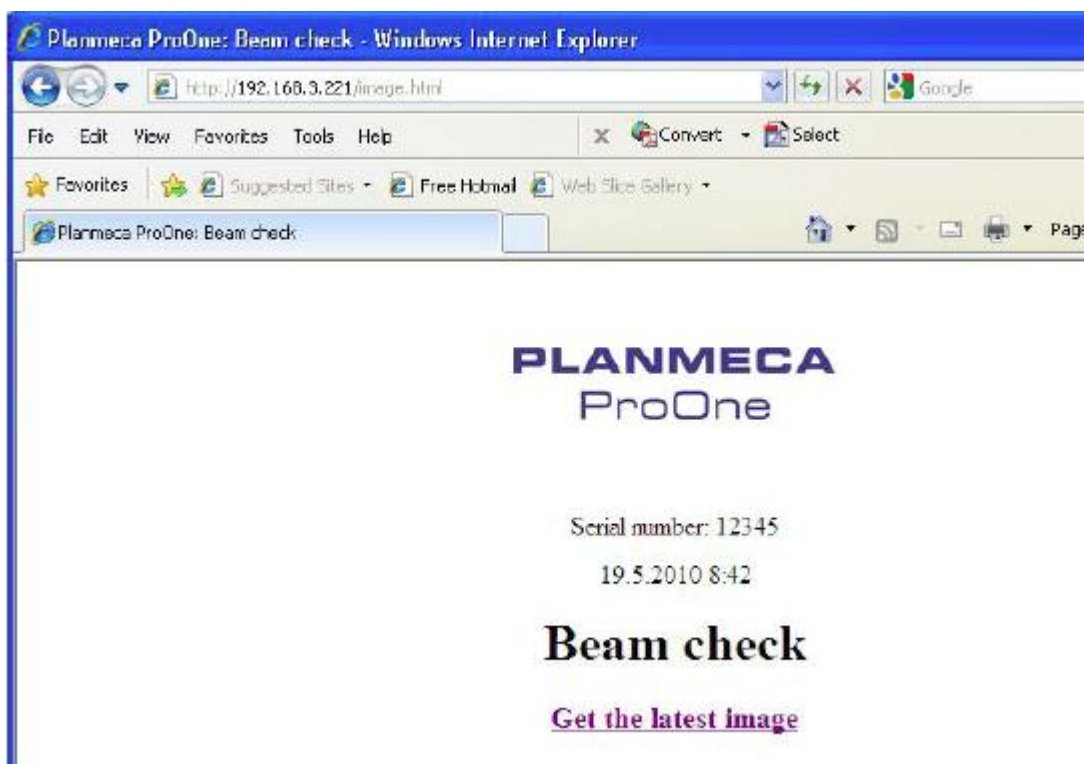 Planmeca ProOne: Beam check - Windows Internet Explorer
http://192.168.3.221/image.html
Google
File Edit View Favorites Tools Help
Convert
Select
Favorites
Suggested Sites
Free Hotmail
Web Slice Gallery
Planmeca ProOne: Beam check
Page
PLANMECA
ProOne
Serial number: 12345
19.5.2010 8:42
Beam check
Get the latest image